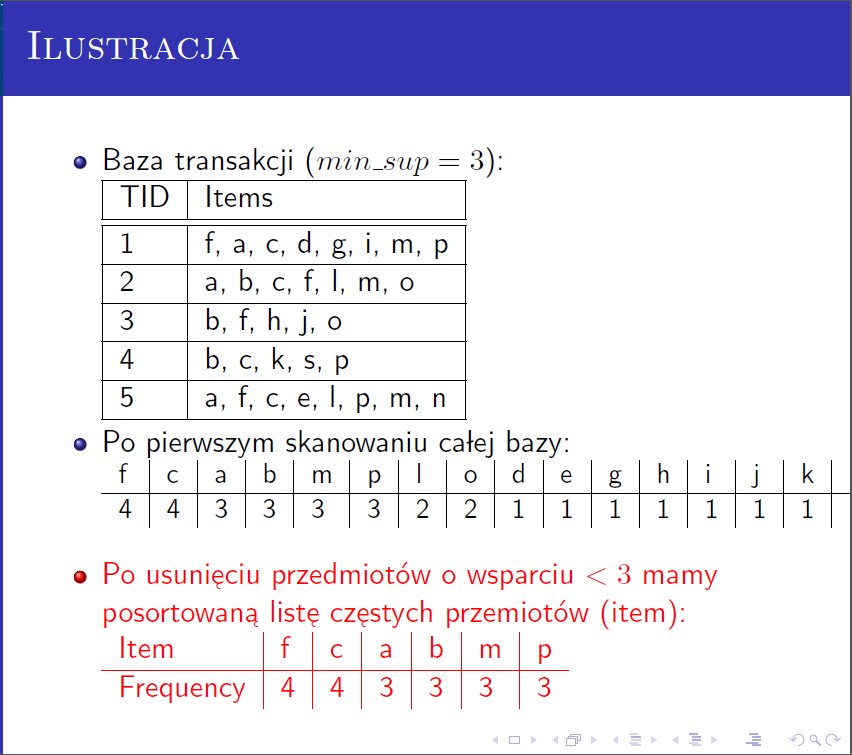 ILUSTRACJA
Baza transakcji (min_sup = 3):
TID Items
1 f, a, c, d, g, i, m, p
2 a, b, c, f, l, m, o
3 b, f, h, j, o
4 b, c, k, s, p
5 a, f, c, e, l, p, m, n
Po pierwszym skanowaniu całej bazy:
f c a b m p l o d e g h i j k
4 4 3 3 3 3 2 2 1 1 1 1 1 1 1
Po usunięciu przedmiotów o wsparciu < 3 mamy
posortowaną listę częstych przemiotów (item):
Item f c a b m p
Frequency 4 4 3 3 3 3